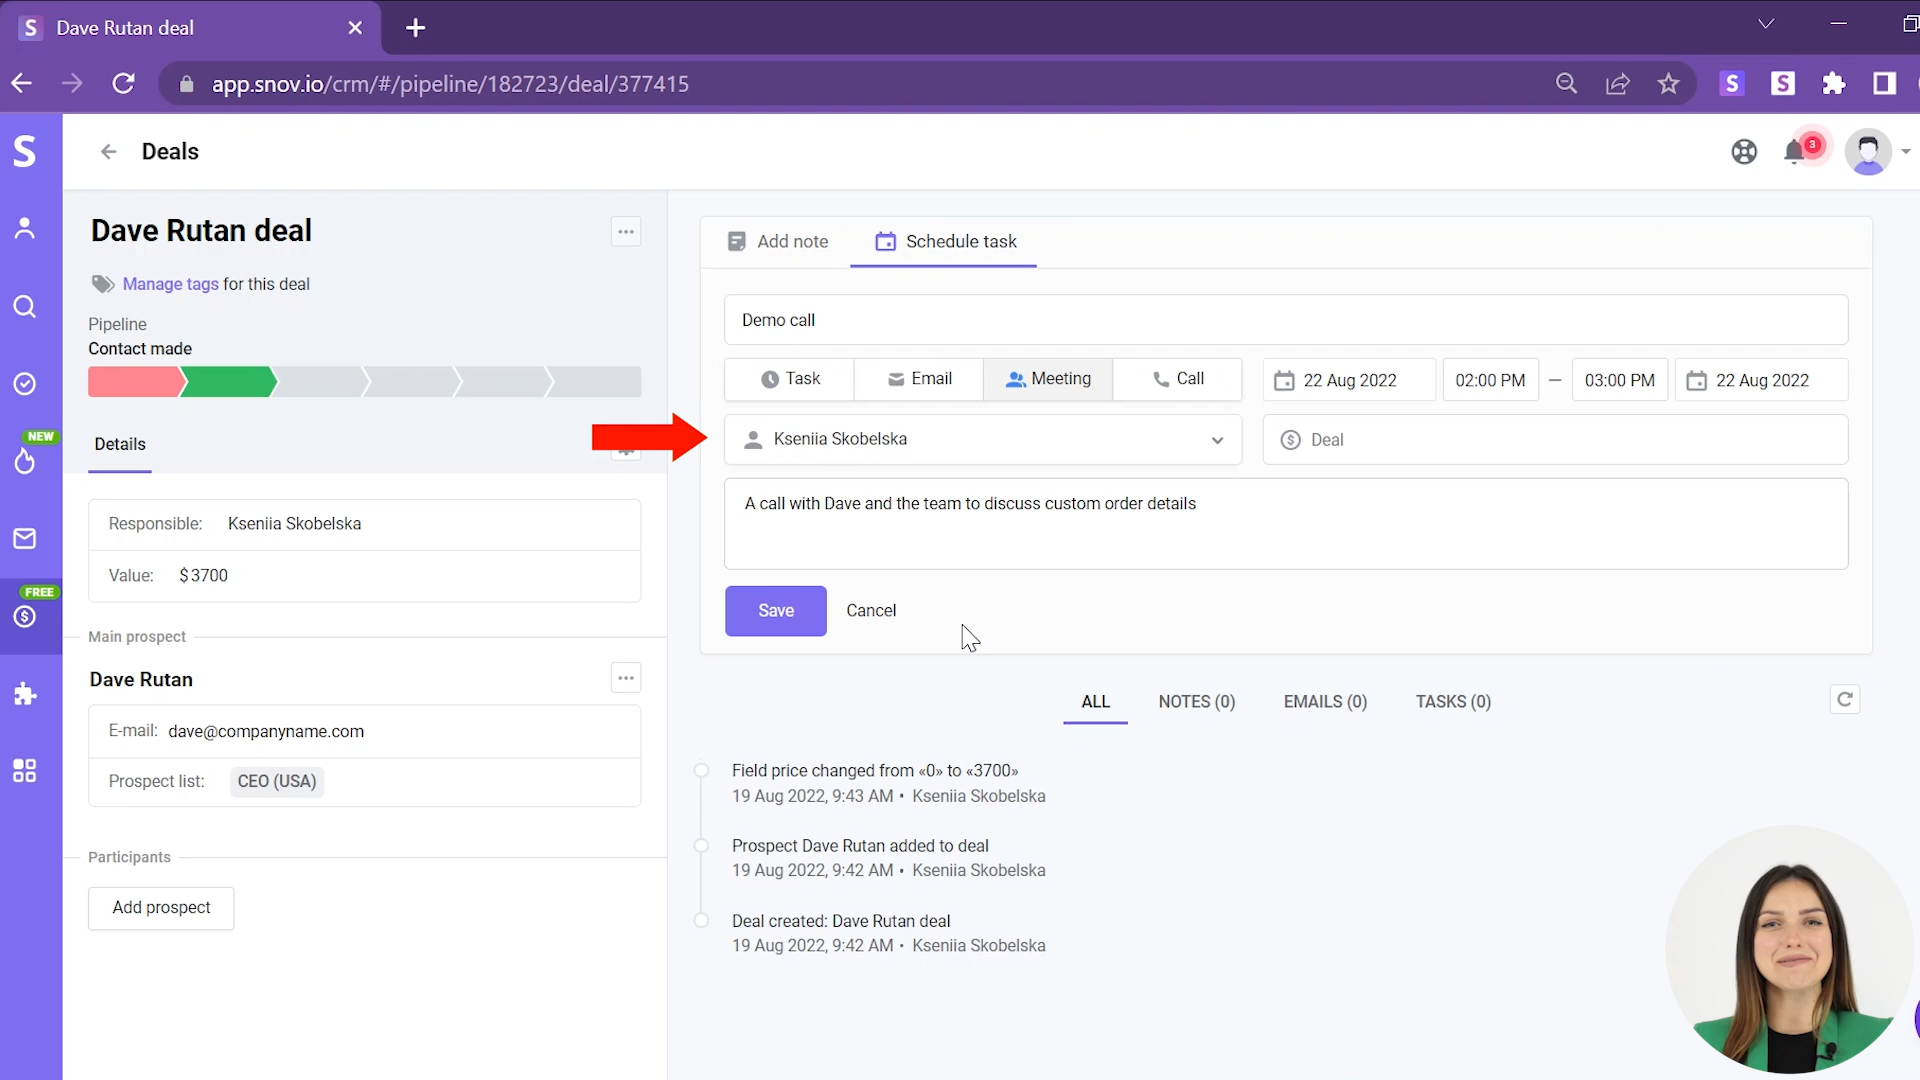 S Dave Rutan deal
app.snov.io/crm/#/pipeline/182723/deal/377415
S S
S
Deals
3
Dave Rutan deal
Manage tags for this deal
Pipeline
Contact made
Details
Responsible: Kseniia Skobelska
Value: $3700
Main prospect
Dave Rutan
E-mail: dave@companyname.com
Prospect list: CEO (USA)
Participants
Add prospect
NEW
FREE
Add note Schedule task
Demo call
Task Email Meeting Call 22 Aug 2022 02:00 PM – 03:00 PM 22 Aug 2022
Kseniia Skobelska Deal
A call with Dave and the team to discuss custom order details
Save Cancel
ALL NOTES (0) EMAILS (0) TASKS (0)
Field price changed from «0» to «3700»
19 Aug 2022, 9:43 AM • Kseniia Skobelska
Prospect Dave Rutan added to deal
19 Aug 2022, 9:42 AM • Kseniia Skobelska
Deal created: Dave Rutan deal
19 Aug 2022, 9:42 AM • Kseniia Skobelska